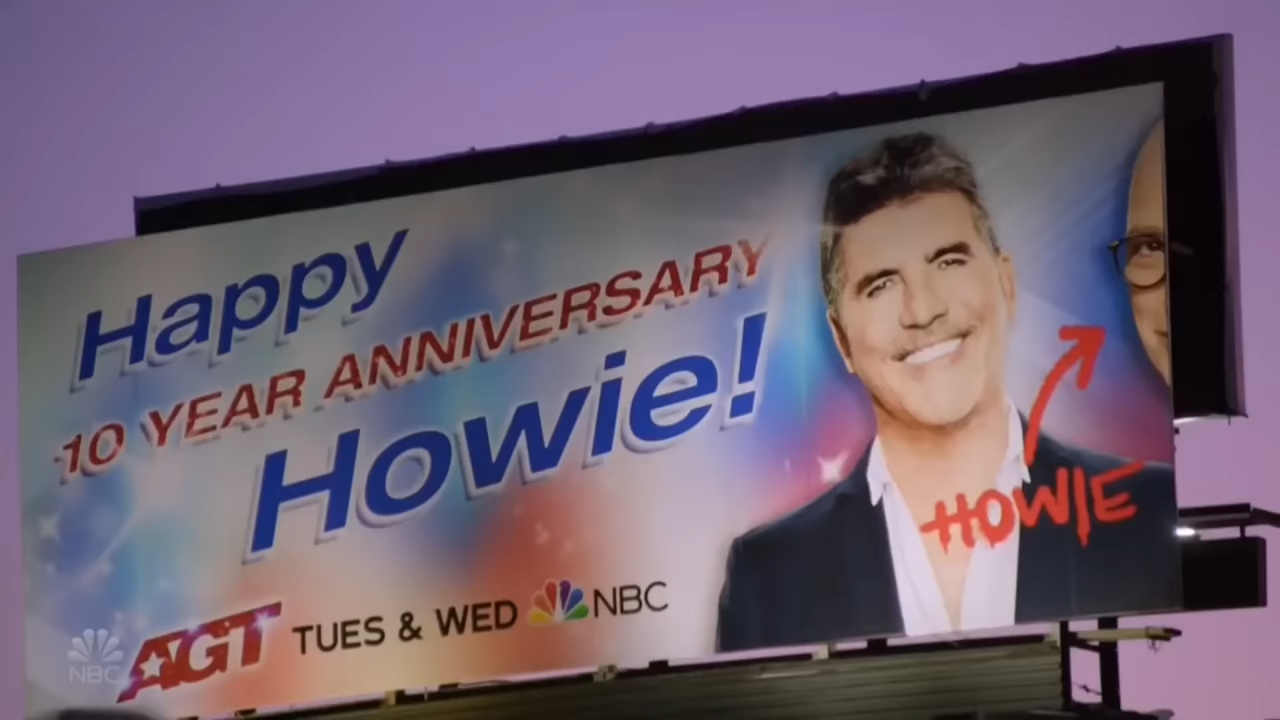 Happy
10 YEAR ANNIVERSARY
Howie!
HOWIE
AGT TUES & WED NBC
NBC